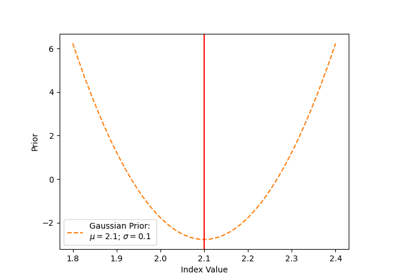 6
4
2
0
−2
Prior
Gaussian Prior:
μ = 2.1; σ = 0.1
1.8 1.9 2.0 2.1 2.2 2.3 2.4
Index Value